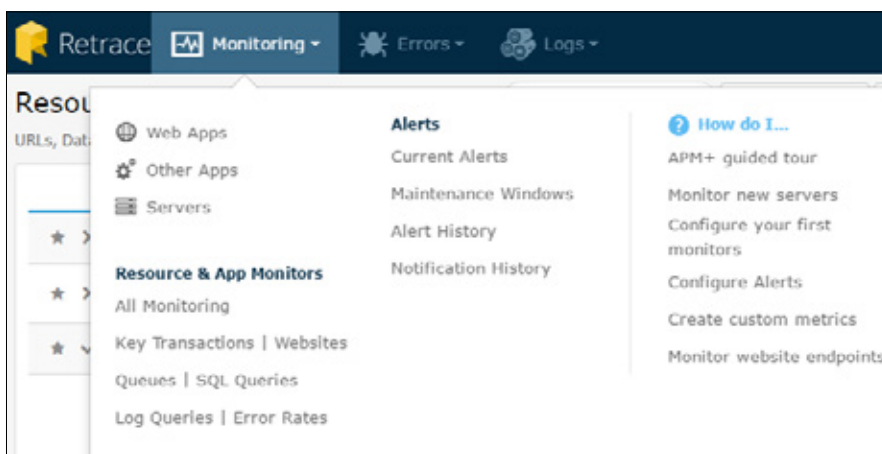 Retrace
Monitoring
Errors
Logs
Resou
URLs, Dat
Web Apps
Other Apps
Servers
Resource & App Monitors
All Monitoring
Key Transactions | Websites
Queues | SQL Queries
Log Queries | Error Rates
Alerts
Current Alerts
Maintenance Windows
Alert History
Notification History
How do I...
APM+ guided tour
Monitor new servers
Configure your first
monitors
Configure Alerts
Create custom metrics
Monitor website endpoints